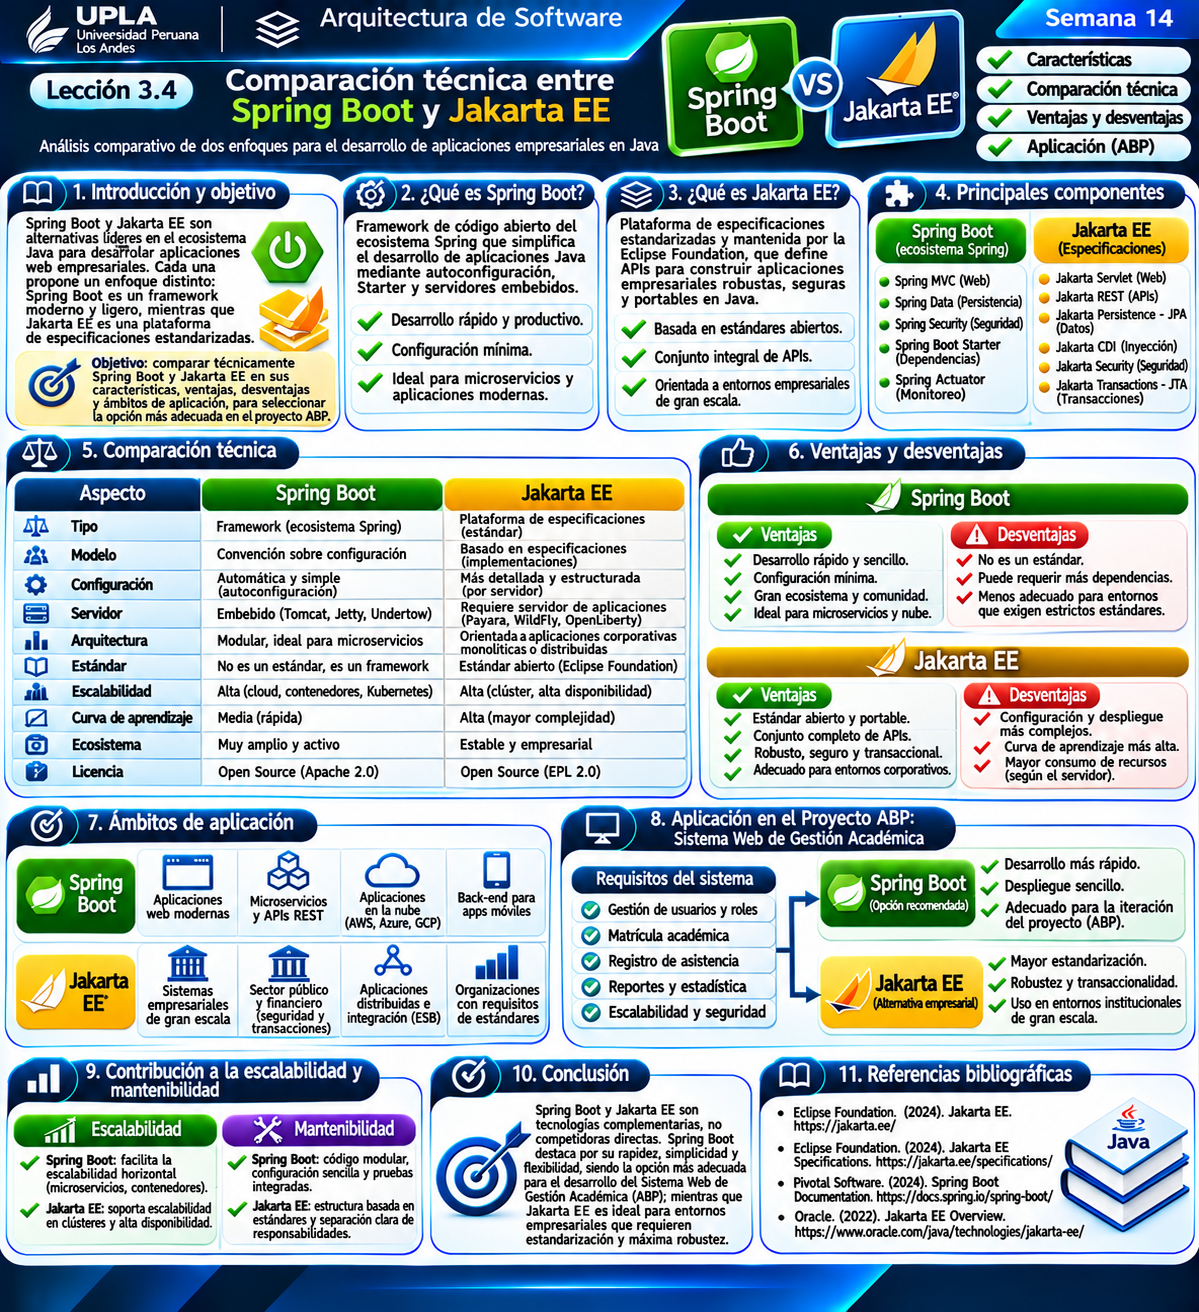 UPLA
Universidad Peruana
Los Andes
Arquitectura de Software
Semana 14
Lección 3.4
Comparación técnica entre
Spring Boot y Jakarta EE
Análisis comparativo de dos enfoques para el desarrollo de aplicaciones empresariales en Java
Spring
Boot
VS
Jakarta EE®
Características
Comparación técnica
Ventajas y desventajas
Aplicación (ABP)
1. Introducción y objetivo
Spring Boot y Jakarta EE son
alternativas líderes en el ecosistema
Java para desarrollar aplicaciones
web empresariales. Cada una
propone un enfoque distinto:
Spring Boot es un framework
moderno y ligero, mientras que
Jakarta EE es una plataforma
de especificaciones estandarizadas.
Objetivo: comparar técnicamente
Spring Boot y Jakarta EE en sus
características, ventajas, desventajas
y ámbitos de aplicación, para seleccionar
la opción más adecuada en el proyecto ABP.
2. ¿Qué es Spring Boot?
Framework de código abierto del
ecosistema Spring que simplifica
el desarrollo de aplicaciones Java
mediante autoconfiguración,
Starter y servidores embebidos.
Desarrollo rápido y productivo.
Configuración mínima.
Ideal para microservicios y
aplicaciones modernas.
3. ¿Qué es Jakarta EE?
Plataforma de especificaciones
estandarizadas y mantenida por la
Eclipse Foundation, que define
APIs para construir aplicaciones
empresariales robustas, seguras
y portables en Java.
Basada en estándares abiertos.
Conjunto integral de APIs.
Orientada a entornos empresariales
de gran escala.
4. Principales componentes
Spring Boot
(ecosistema Spring)
Spring MVC (Web)
Spring Data (Persistencia)
Spring Security (Seguridad)
Spring Boot Starter
(Dependencias)
Spring Actuator
(Monitoreo)
Jakarta EE
(Especificaciones)
Jakarta Servlet (Web)
Jakarta REST (APIs)
Jakarta Persistence - JPA
(Datos)
Jakarta CDI (Inyección)
Jakarta Security (Seguridad)
Jakarta Transactions - JTA
(Transacciones)
5. Comparación técnica
Aspecto Spring Boot Jakarta EE
Tipo Framework (ecosistema Spring) Plataforma de especificaciones
(estándar)
Modelo Convención sobre configuración Basado en especificaciones
(implementaciones)
Configuración Automática y simple
(autoconfiguración) Más detallada y estructurada
(por servidor)
Servidor Embebido (Tomcat, Jetty, Undertow) Requiere servidor de aplicaciones
(Payara, WildFly, OpenLiberty)
Arquitectura Modular, ideal para microservicios Orientada a aplicaciones corporativas
monolíticas o distribuidas
Estándar No es un estándar, es un framework Estándar abierto (Eclipse Foundation)
Escalabilidad Alta (cloud, contenedores, Kubernetes) Alta (clúster, alta disponibilidad)
Curva de aprendizaje Media (rápida) Alta (mayor complejidad)
Ecosistema Muy amplio y activo Estable y empresarial
Licencia Open Source (Apache 2.0) Open Source (EPL 2.0)
6. Ventajas y desventajas
Spring Boot
Ventajas
Desarrollo rápido y sencillo.
Configuración mínima.
Gran ecosistema y comunidad.
Ideal para microservicios y nube.
Desventajas
No es un estándar.
Puede requerir más dependencias.
Menos adecuado para entornos
que exigen estrictos estándares.
Jakarta EE
Ventajas
Estándar abierto y portable.
Conjunto completo de APIs.
Robusto, seguro y transaccional.
Adecuado para entornos corporativos.
Desventajas
Configuración y despliegue
más complejos.
Curva de aprendizaje más alta.
Mayor consumo de recursos
(según el servidor).
7. Ámbitos de aplicación
Spring
Boot
Aplicaciones
web modernas
Microservicios
y APIs REST
Aplicaciones
en la nube
(AWS, Azure, GCP)
Back-end para
apps móviles
Jakarta
EE®
Sistemas
empresariales
de gran escala
Sector público
y financiero
(seguridad y
transacciones)
Aplicaciones
distribuidas e
integración (ESB)
Organizaciones
con requisitos
de estándares
8. Aplicación en el Proyecto ABP:
Sistema Web de Gestión Académica
Requisitos del sistema
Gestión de usuarios y roles
Matrícula académica
Registro de asistencia
Reportes y estadística
Escalabilidad y seguridad
Spring Boot
(Opción recomendada)
Desarrollo más rápido.
Despliegue sencillo.
Adecuado para la iteración
del proyecto (ABP).
Jakarta EE
(Alternativa empresarial)
Mayor estandarización.
Robustez y transaccionalidad.
Uso en entornos institucionales
de gran escala.
9. Contribución a la escalabilidad y
mantenibilidad
Escalabilidad
Spring Boot: facilita la
escalabilidad horizontal
(microservicios, contenedores).
Jakarta EE: soporta escalabilidad
en clústeres y alta disponibilidad.
Mantenibilidad
Spring Boot: código modular,
configuración sencilla y pruebas
integradas.
Jakarta EE: estructura basada en
estándares y separación clara de
responsabilidades.
10. Conclusión
Spring Boot y Jakarta EE son
tecnologías complementarias, no
competidoras directas. Spring Boot
destaca por su rapidez, simplicidad y
flexibilidad, siendo la opción más adecuada
para el desarrollo del Sistema Web de
Gestión Académica (ABP); mientras que
Jakarta EE es ideal para entornos
empresariales que requieren
estandarización y máxima robustez.
11. Referencias bibliográficas
Eclipse Foundation. (2024). Jakarta EE.
https://jakarta.ee/
Eclipse Foundation. (2024). Jakarta EE
Specifications. https://jakarta.ee/specifications/
Pivotal Software. (2024). Spring Boot
Documentation. https://docs.spring.io/spring-boot/
Oracle. (2022). Jakarta EE Overview.
https://www.oracle.com/java/technologies/jakarta-ee/
Java